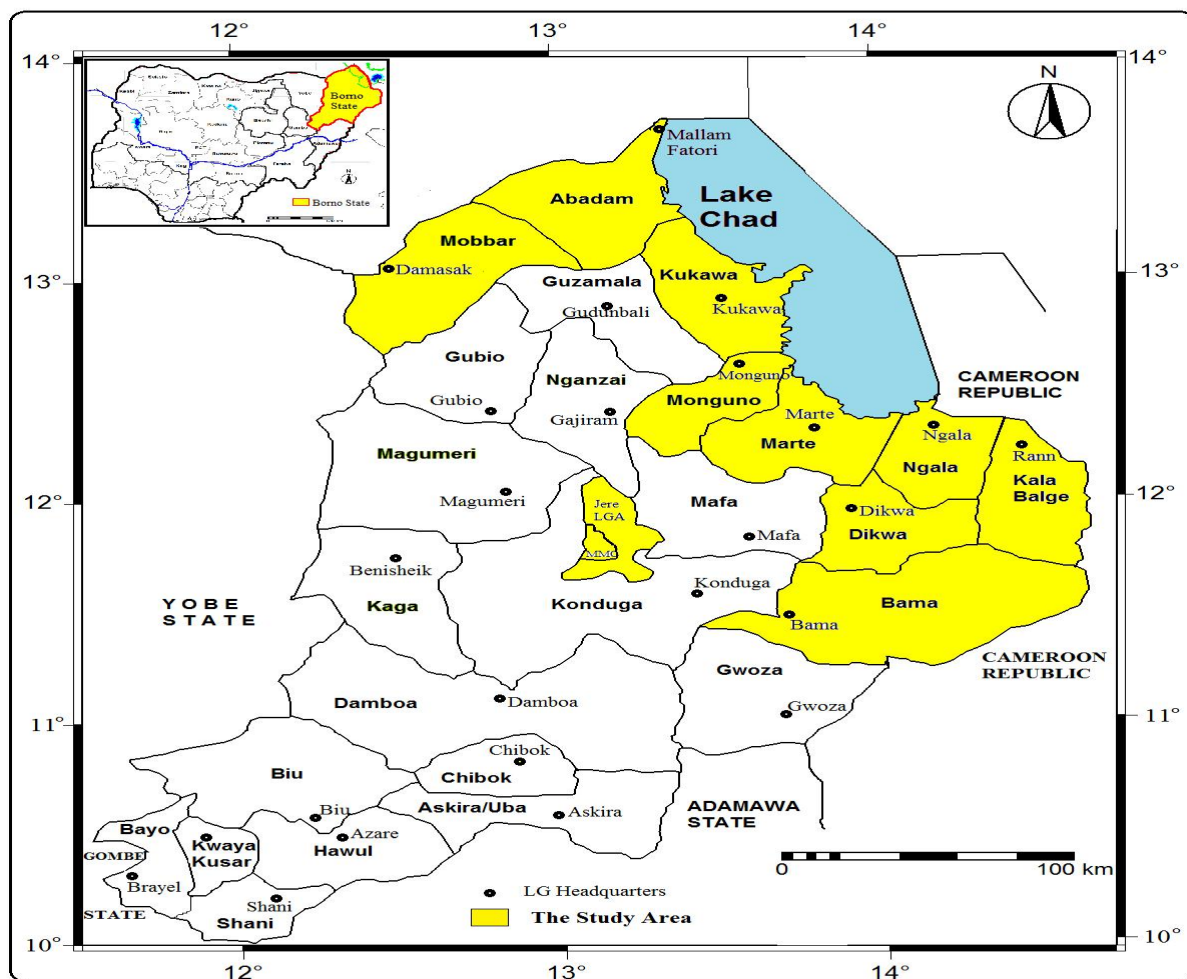 12°
13°
14°
14°
14°
N
Borno
State
Borno State
Mallam
Fatori
Lake
Chad
Abadam
Mobbar
Damasak
13°
13°
Kukawa
Guzamala
Kukawa
Gudunbali
Gubio
Nganzai
Monguno
CAMEROON
REPUBLIC
Gubio
Gajiram
Monguno
Marte
Marte
Ngala
Ngala
Rann
Kala
Balge
Magumeri
Magumeri
12°
12°
Jere
LGA
MMC
Mafa
Mafa
Dikwa
Dikwa
Benisheik
Kaga
Konduga
Konduga
Bama
Bama
YOBE
STATE
CAMEROON
REPUBLIC
Gwoza
Gwoza
Damboa
Damboa
11°
11°
Chibok
Chibok
Biu
Biu
Askira/Uba
Askira
ADAMAWA
STATE
Bayo
Kwaya
Kusar
Azare
Hawul
GOMBE
Brayel
STATE
Shani
Shani
0 100 km
LG Headquarters
The Study Area
10°
10°
12°
13°
14°